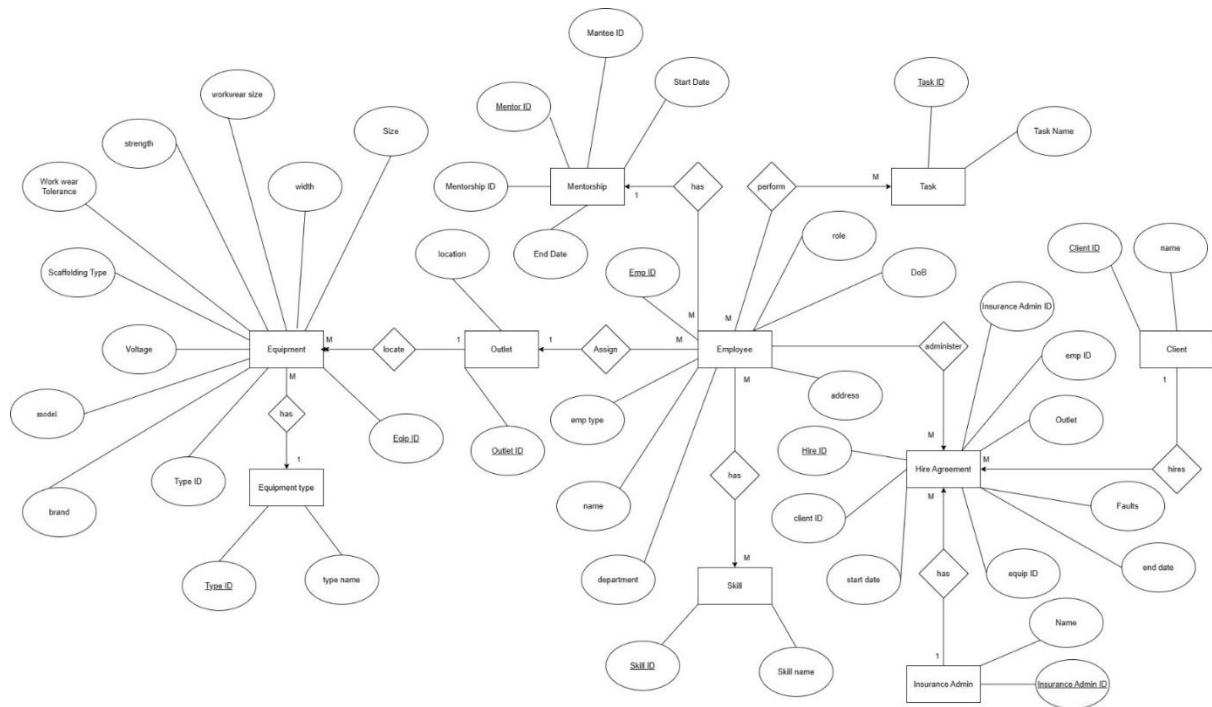 Mantee ID
Mentor ID
Start Date
Task ID
Task Name
workwear size
Size
strength
width
Work wear
Tolerance
Mentorship ID
Mentorship
1
has
perform
M
Task
End Date
location
role
Emp ID
DoB
Client ID
name
Scaffolding Type
Insurance Admin ID
M
M
Voltage
Equipment
M
locate
1
Outlet
1
Assign
M
Employee
administer
emp ID
Client
M
M
1
model
has
emp type
address
Outlet
Eqip ID
Outlet ID
Hire ID
M
M
Hire Agreement
hires
1
Type ID
Equipment type
has
M
brand
name
client ID
Faults
Type ID
type name
department
M
start date
has
equip ID
end date
Skill
Name
1
Skill ID
Skill name
Insurance Admin
Insurance Admin ID